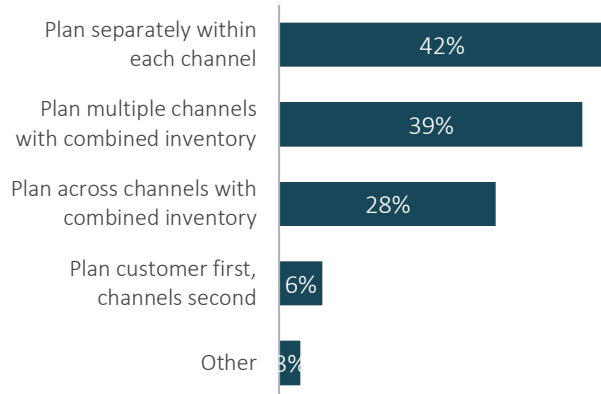 Plan separately within
each channel
42%
Plan multiple channels
with combined inventory
39%
Plan across channels with
combined inventory
28%
Plan customer first,
channels second
6%
Other
3%